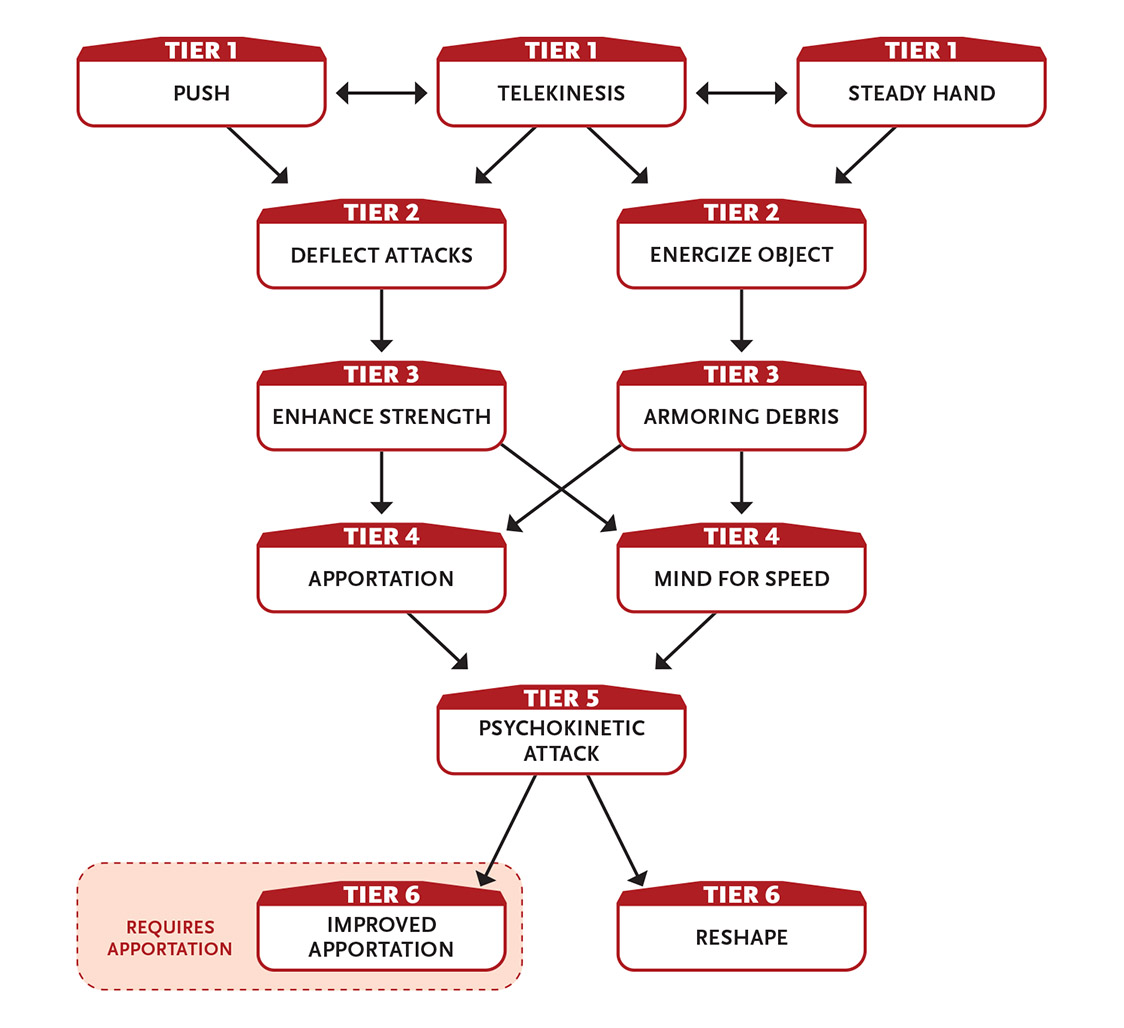 TIER 1
PUSH
TIER 1
TELEKINESIS
TIER 1
STEADY HAND
TIER 2
DEFLECT ATTACKS
TIER 2
ENERGIZE OBJECT
TIER 3
ENHANCE STRENGTH
TIER 3
ARMORING DEBRIS
TIER 4
APPORTATION
TIER 4
MIND FOR SPEED
TIER 5
PSYCHOKINETIC
ATTACK
REQUIRES
APPORTATION
TIER 6
IMPROVED
APPORTATION
TIER 6
RESHAPE